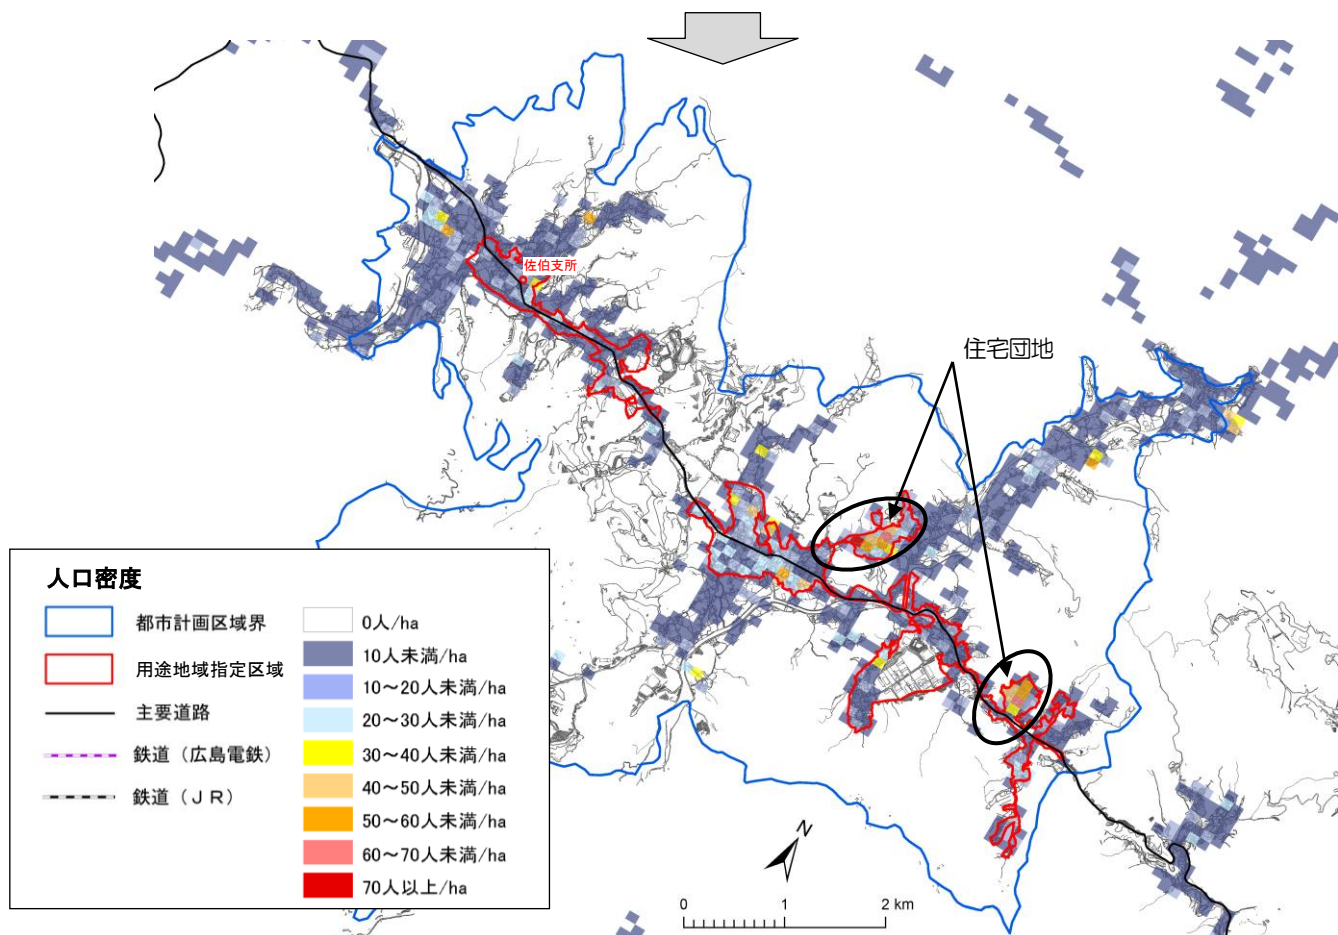 佐伯支所
住宅団地
人口密度
都市計画区域界
用途地域指定区域
主要道路
鉄道（広島電鉄）
鉄道（ＪＲ）
0人/ha
10人未満/ha
10～20人未満/ha
20～30人未満/ha
30～40人未満/ha
40～50人未満/ha
50～60人未満/ha
60～70人未満/ha
70人以上/ha
N
0 1 2 km